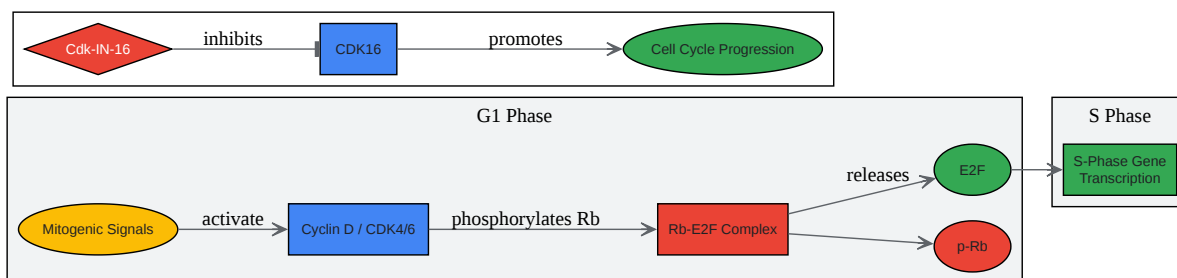 Cdk-IN-16
inhibits
CDK16
promotes
Cell Cycle Progression
G1 Phase
S Phase
Mitogenic Signals
activate
Cyclin D / CDK4/6
phosphorylates Rb
Rb-E2F Complex
releases
E2F
p-Rb
S-Phase Gene
Transcription